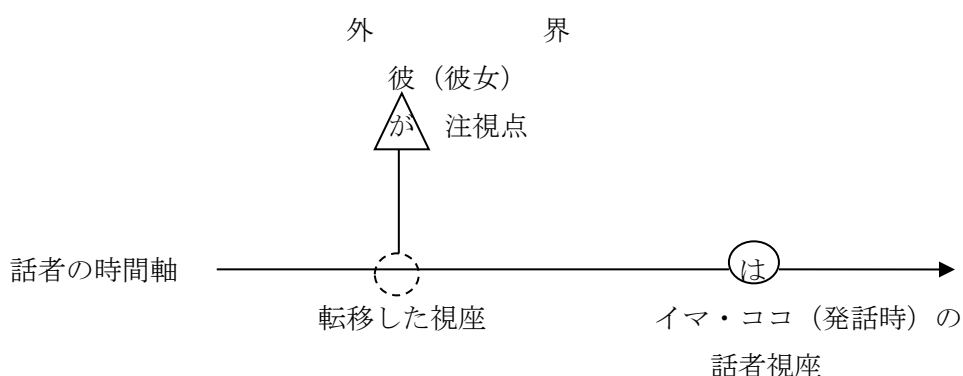 外　界
彼（彼女）
が　注視点
話者の時間軸
は
転移した視座　イマ・ココ（発話時）の
話者視座